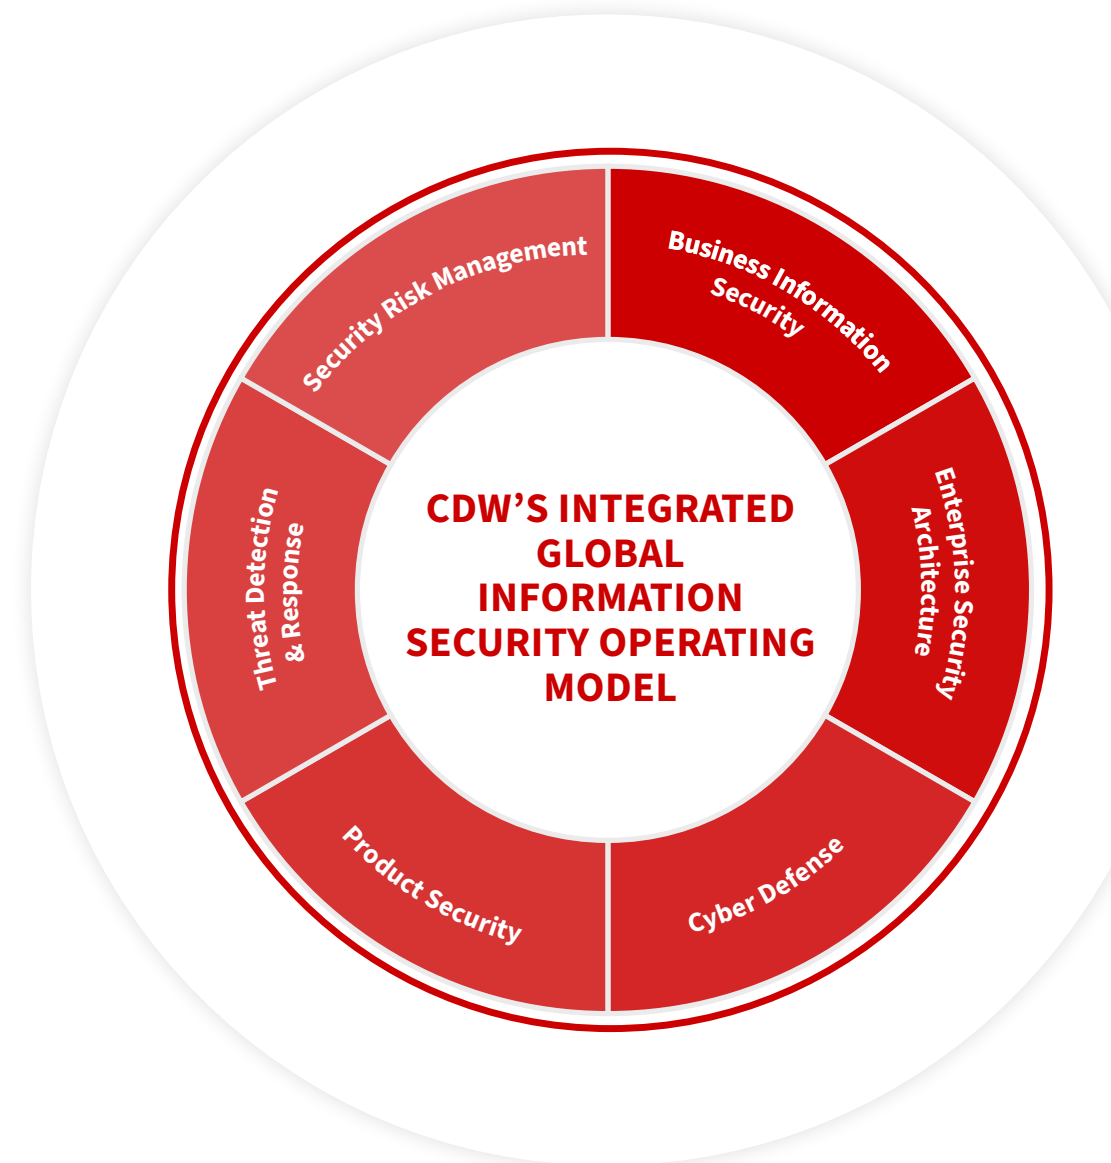 CDW’S INTEGRATED
GLOBAL
INFORMATION
SECURITY OPERATING
MODEL
Business Information
Security
Enterprise Security
Architecture
Cyber Defense
Product Security
Threat Detection
& Response
Security Risk Management